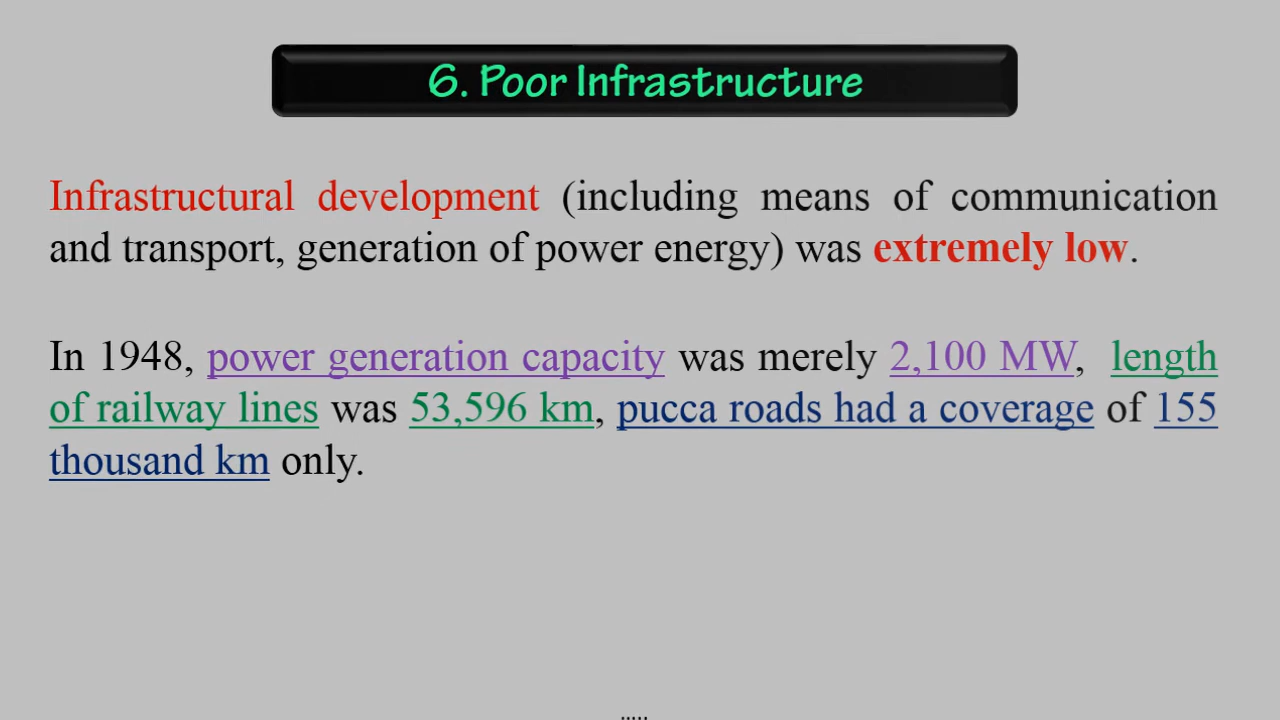 6. Poor Infrastructure
Infrastructural development (including means of communication
and transport, generation of power energy) was extremely low.
In 1948, power generation capacity was merely 2,100 MW, length
of railway lines was 53,596 km, pucca roads had a coverage of 155
thousand km only.
.....